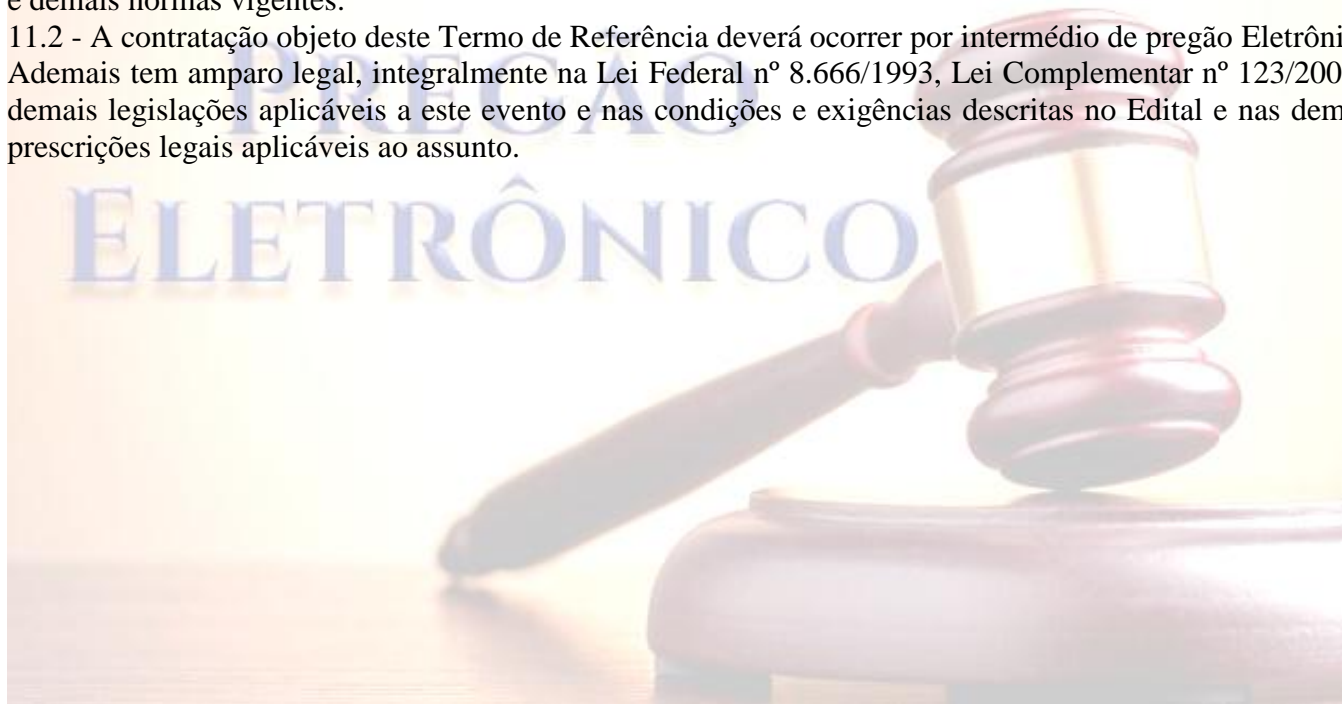 e demais normas vigentes.
11.2 - A contratação objeto deste Termo de Referência deverá ocorrer por intermédio de pregão Eletrôni
Ademais tem amparo legal, integralmente na Lei Federal nº 8.666/1993, Lei Complementar nº 123/200
demais legislações aplicáveis a este evento e nas condições e exigências descritas no Edital e nas dem
prescrições legais aplicáveis ao assunto.
PREGÃO
ELETRÔNICO